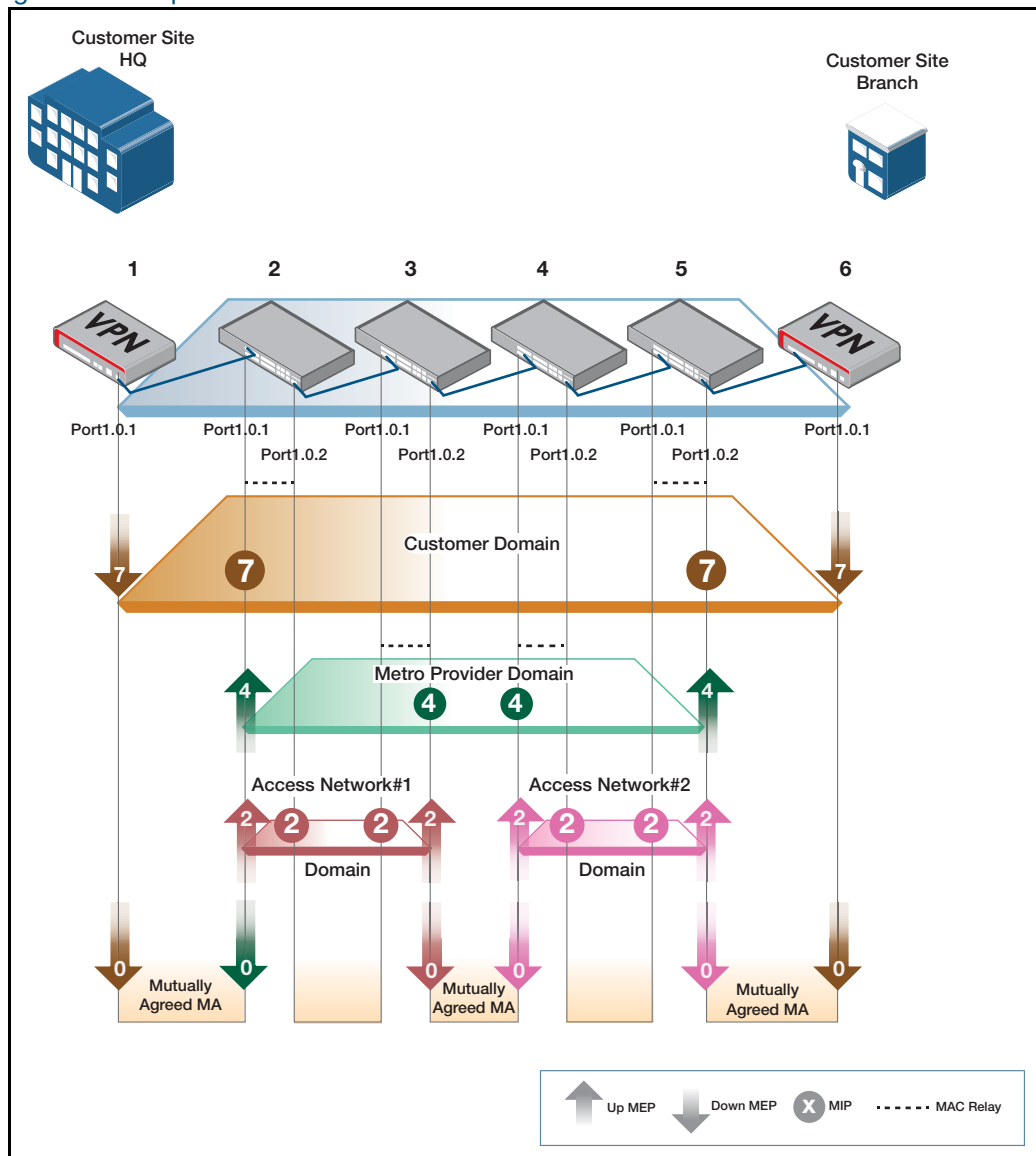 Customer Site
HQ
Customer Site
Branch
1 2 3 4 5 6
VPN VPN
Port1.0.1 Port1.0.1 Port1.0.1 Port1.0.1 Port1.0.1 Port1.0.1
Port1.0.2 Port1.0.2 Port1.0.2 Port1.0.2
Customer Domain
7 7 7 7
Metro Provider Domain
4 4 4 4
Access Network#1 Access Network#2
2 2 2 2 2 2 2 2
Domain Domain
0 0 0 0 0 0
Mutually
Agreed MA
Mutually
Agreed MA
Mutually
Agreed MA
Up MEP Down MEP X MIP MAC Relay